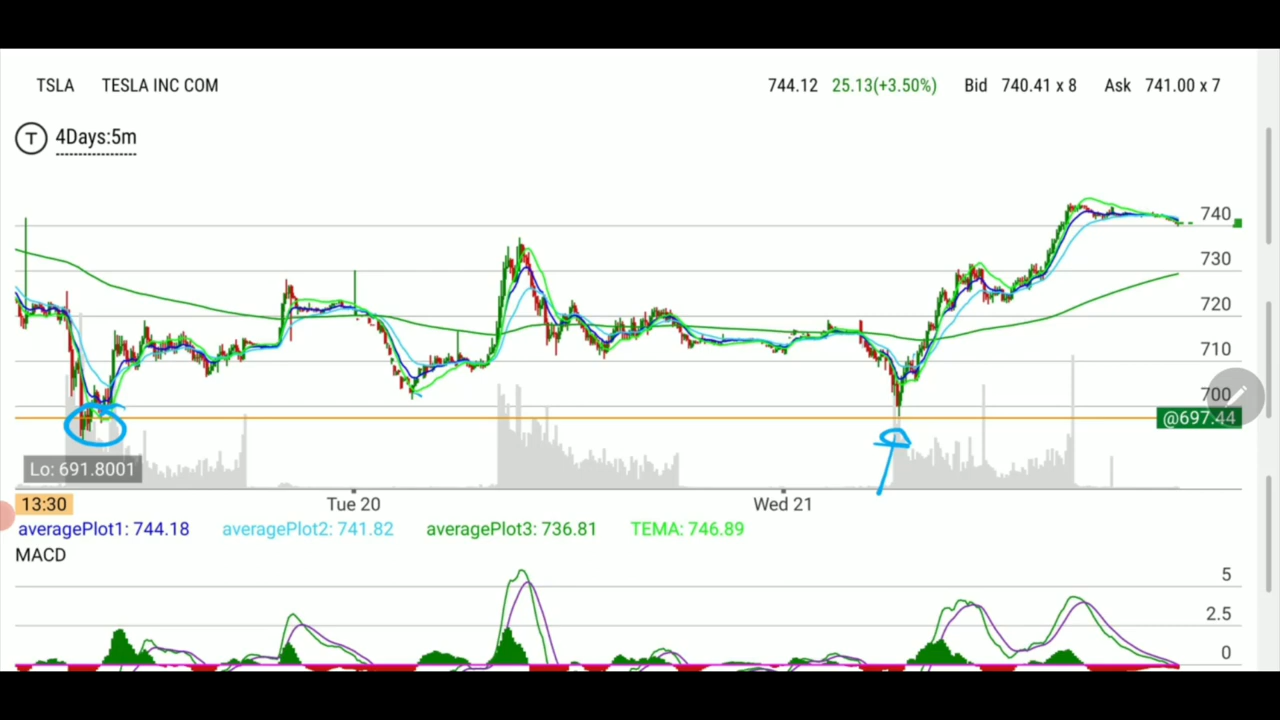 TSLA TESLA INC COM 744.12 25.13(+3.50%) Bid 740.41 x 8 Ask 741.00 x 7
T 4Days:5m
740
730
720
710
700
@697.44
Lo: 691.8001
13:30 Tue 20 Wed 21
averagePlot1: 744.18 averagePlot2: 741.82 averagePlot3: 736.81 TEMA: 746.89
MACD
5
2.5
0